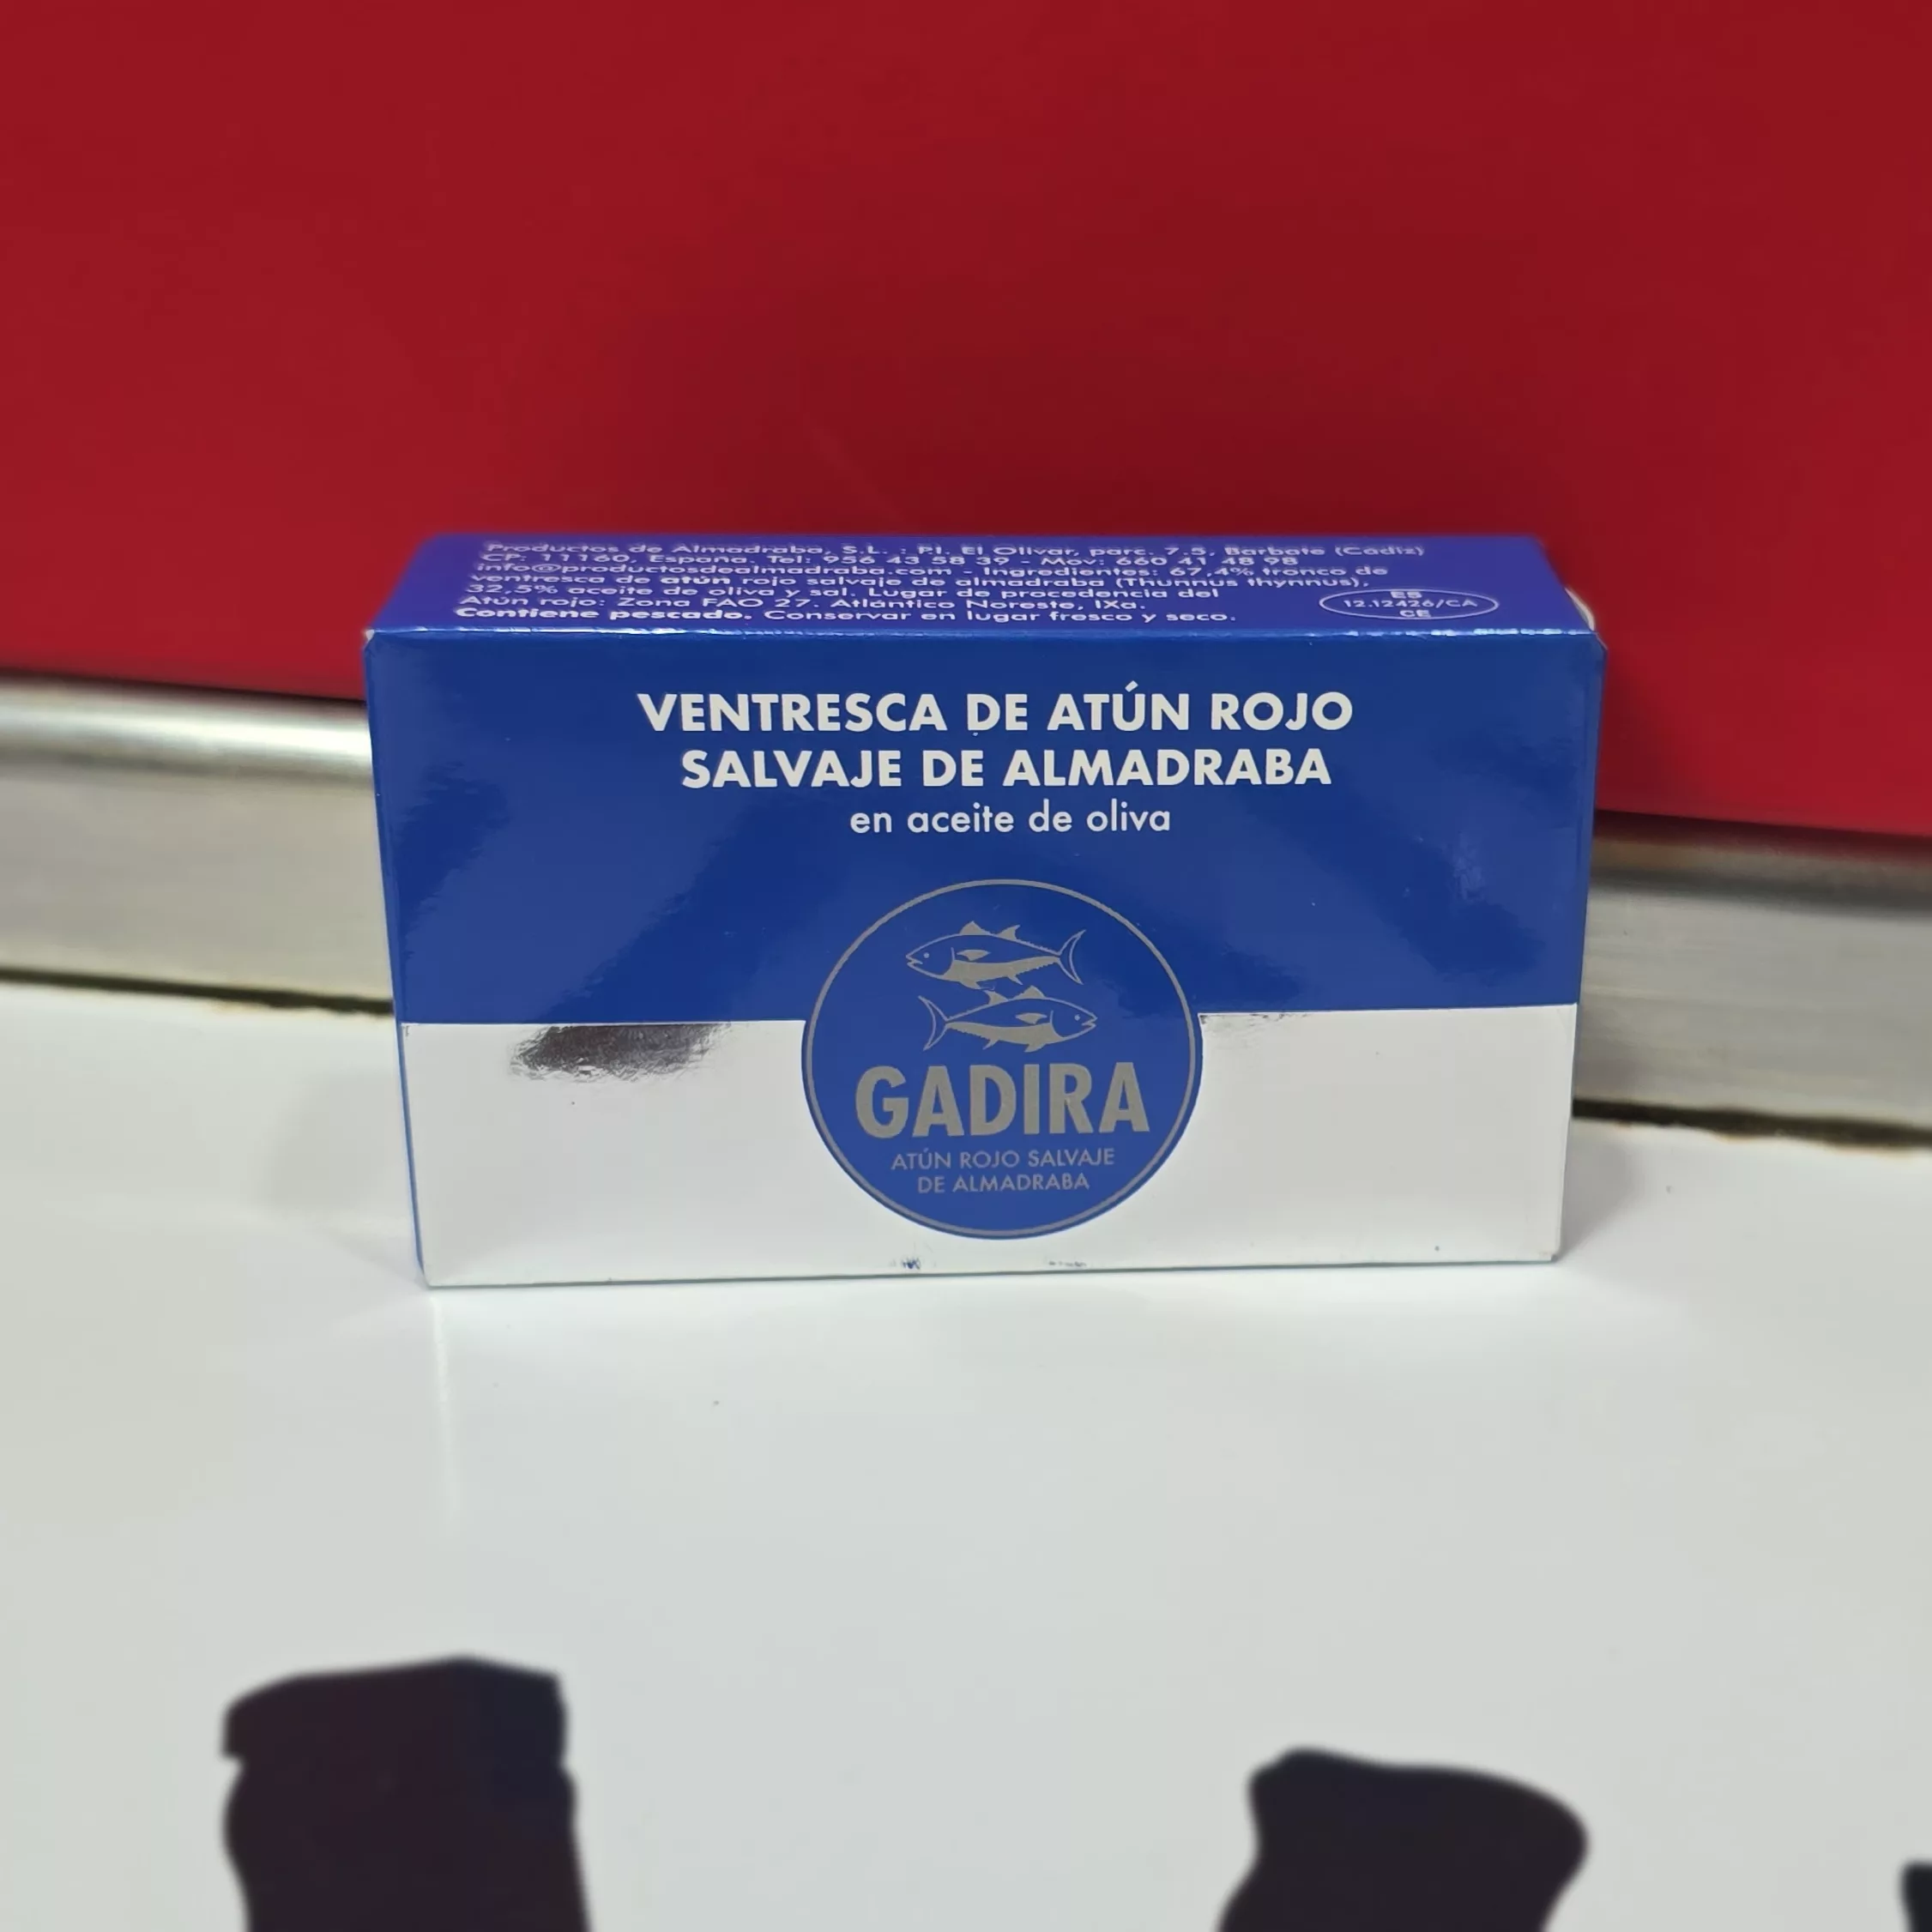 Productos de Almadraba, S.L. : P.I. El Olivar, parc. 7.5, Barbate (Cádiz)
CP: 11160, España. Tel: 956 43 58 39 - Mov: 660 41 48 98
info@productosdealmadraba.com - Ingredientes: 67,4% tronco de
ventresca de atún rojo salvaje de almadraba (Thunnus thynnus),
32,5% aceite de oliva y sal. Lugar de procedencia del
Atún rojo: Zona FAO 27. Atlántico Noreste, IXa.
Contiene pescado. Conservar en lugar fresco y seco.
ES
12.12426/CA
CE
VENTRESCA DE ATÚN ROJO
SALVAJE DE ALMADRABA
en aceite de oliva
GADIRA
ATÚN ROJO SALVAJE
DE ALMADRABA